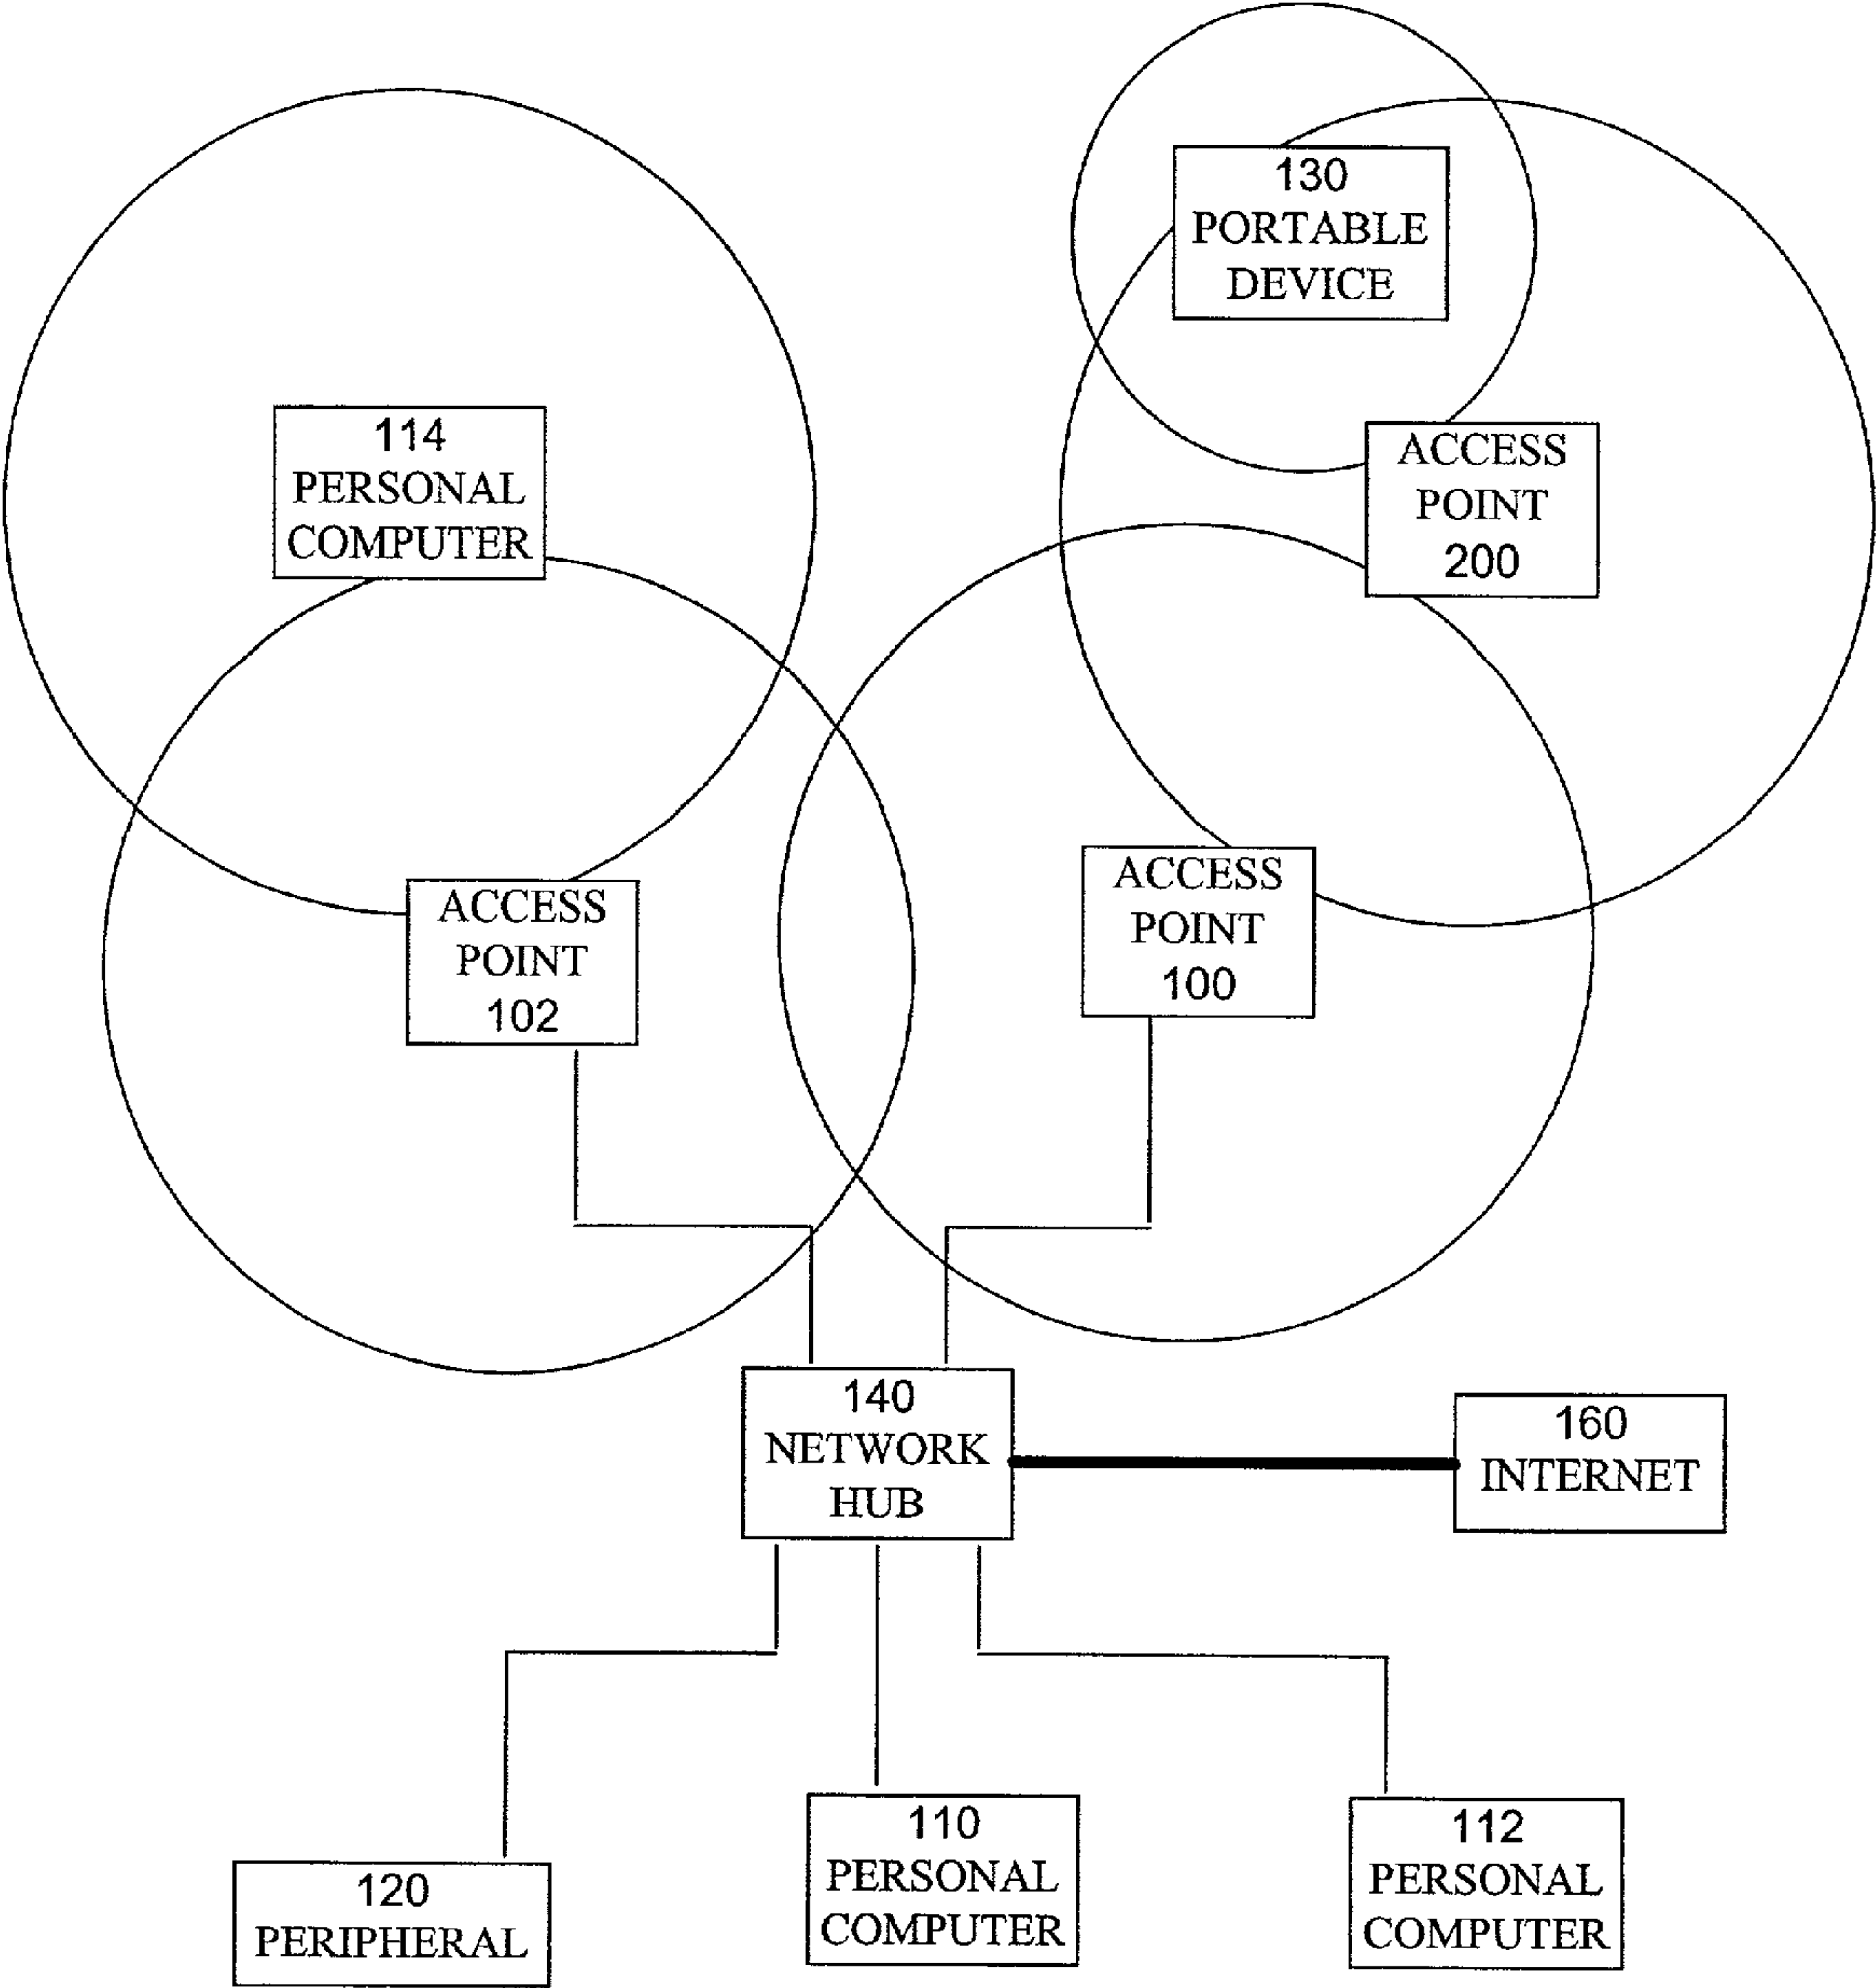 130
PORTABLE
DEVICE
114
PERSONAL
COMPUTER
ACCESS
POINT
200
ACCESS
POINT
102
ACCESS
POINT
100
140
NETWORK
HUB
160
INTERNET
120
PERIPHERAL
110
PERSONAL
COMPUTER
112
PERSONAL
COMPUTER